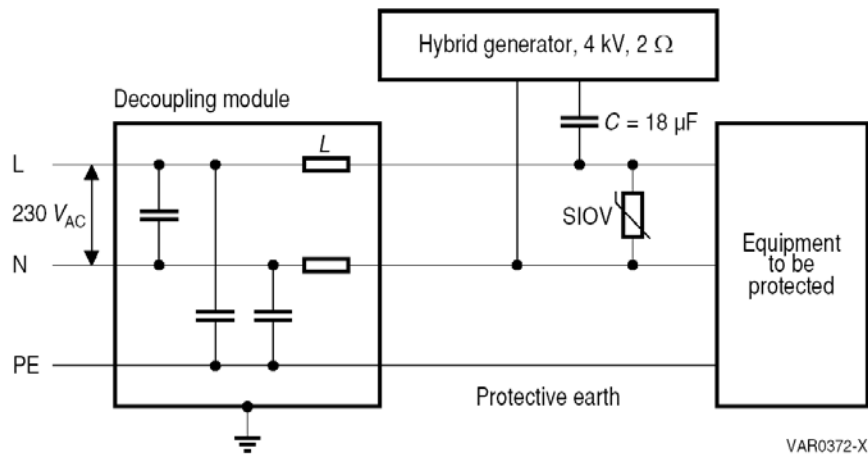 Hybrid generator, 4 kV, 2 Ω
Decoupling module
C = 18 µF
L
L
230 VAC
SIOV
Equipment
to be
protected
N
PE
Protective earth
VAR0372-X